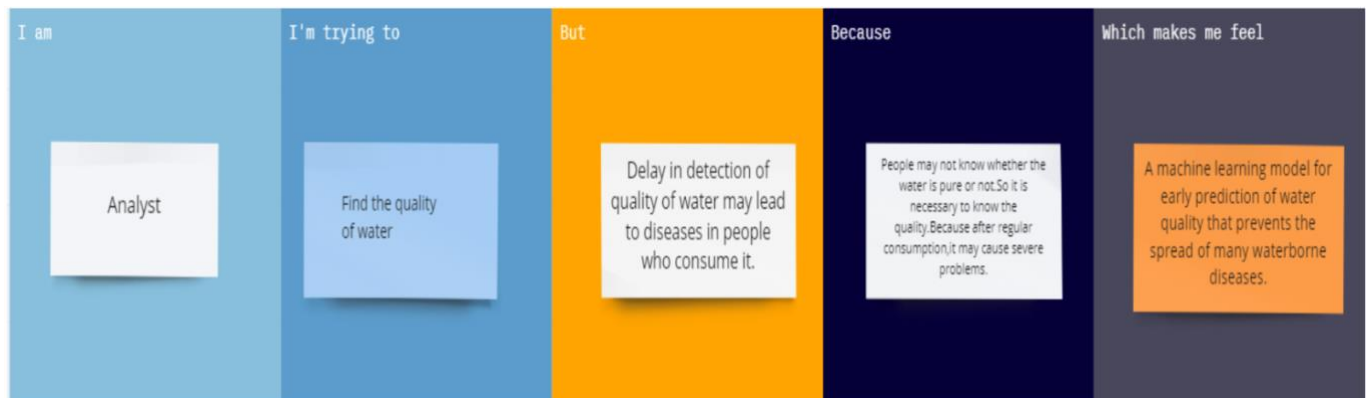 I am
Analyst
I'm trying to
Find the quality
of water
But
Delay in detection of
quality of water may lead
to diseases in people
who consume it.
Because
People may not know whether the
water is pure or not.So it is
necessary to know the
quality.Because after regular
consumption,it may cause severe
problems.
Which makes me feel
A machine learning model for
early prediction of water
quality that prevents the
spread of many waterborne
diseases.